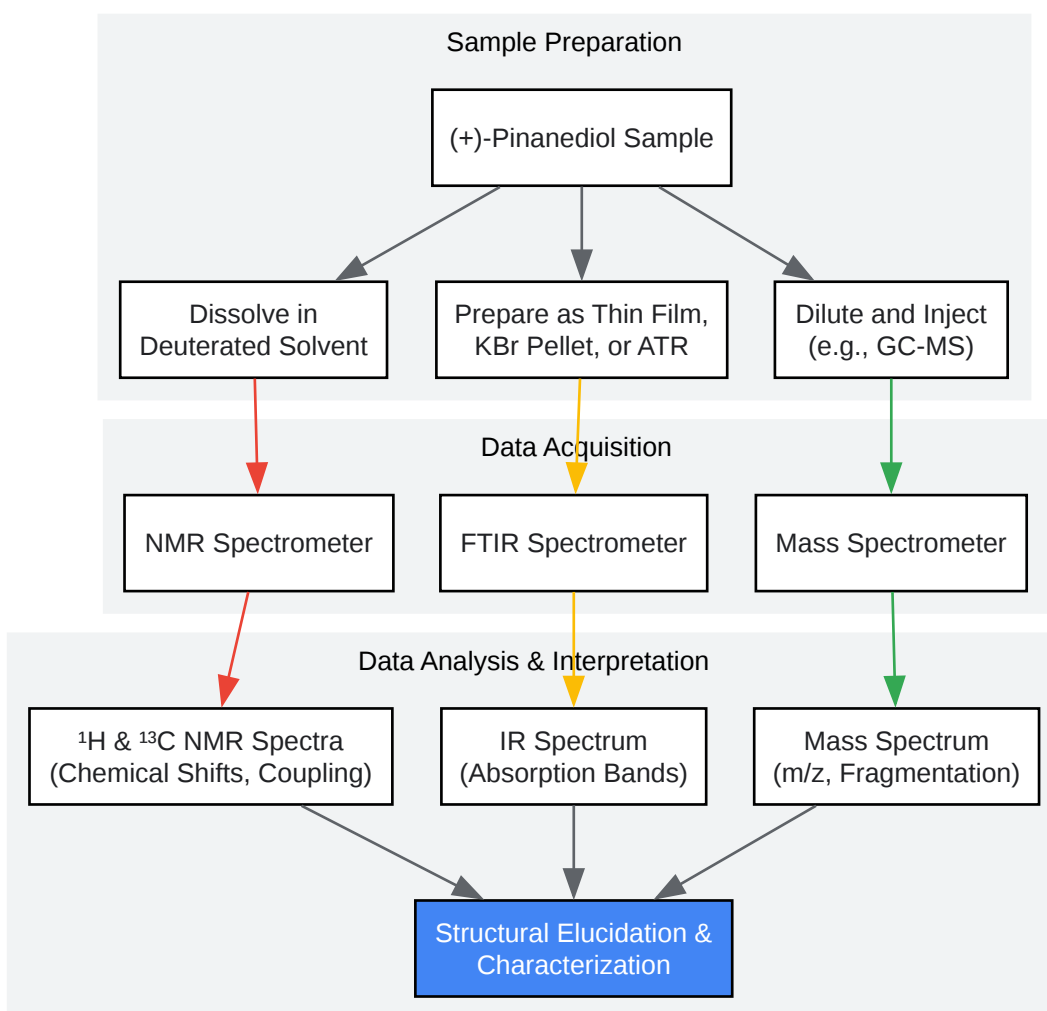 Sample Preparation
(+)-Pinanediol Sample
Dissolve in
Deuterated Solvent
Prepare as Thin Film,
KBr Pellet, or ATR
Dilute and Inject
(e.g., GC-MS)
Data Acquisition
NMR Spectrometer
FTIR Spectrometer
Mass Spectrometer
Data Analysis & Interpretation
¹H & ¹³C NMR Spectra
(Chemical Shifts, Coupling)
IR Spectrum
(Absorption Bands)
Mass Spectrum
(m/z, Fragmentation)
Structural Elucidation &
Characterization